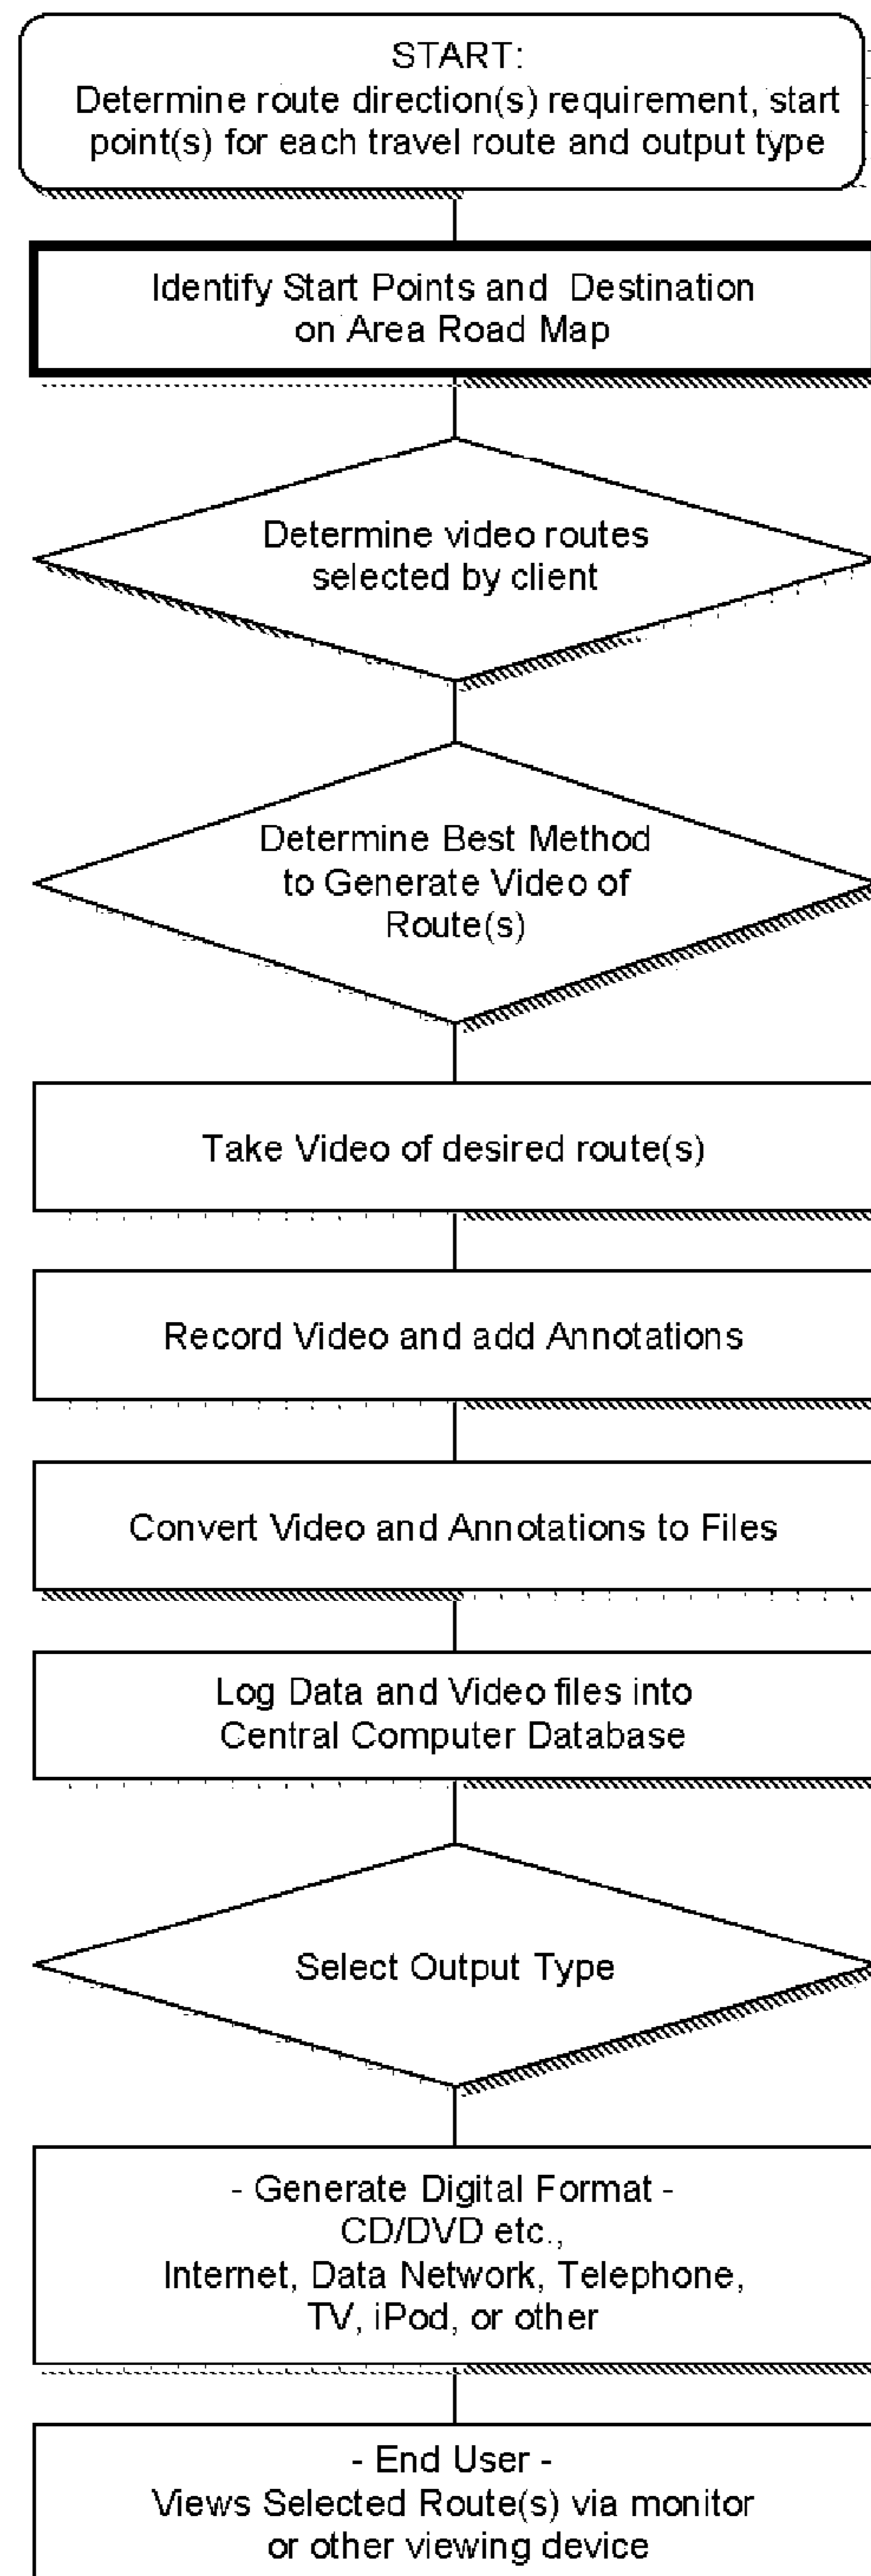 START:
Determine route direction(s) requirement, start
point(s) for each travel route and output type
Identify Start Points and Destination
on Area Road Map
Determine video routes
selected by client
Determine Best Method
to Generate Video of
Route(s)
Take Video of desired route(s)
Record Video and add Annotations
Convert Video and Annotations to Files
Log Data and Video files into
Central Computer Database
Select Output Type
- Generate Digital Format -
CD/DVD etc.,
Internet, Data Network, Telephone,
TV, iPod, or other
- End User -
Views Selected Route(s) via monitor
or other viewing device